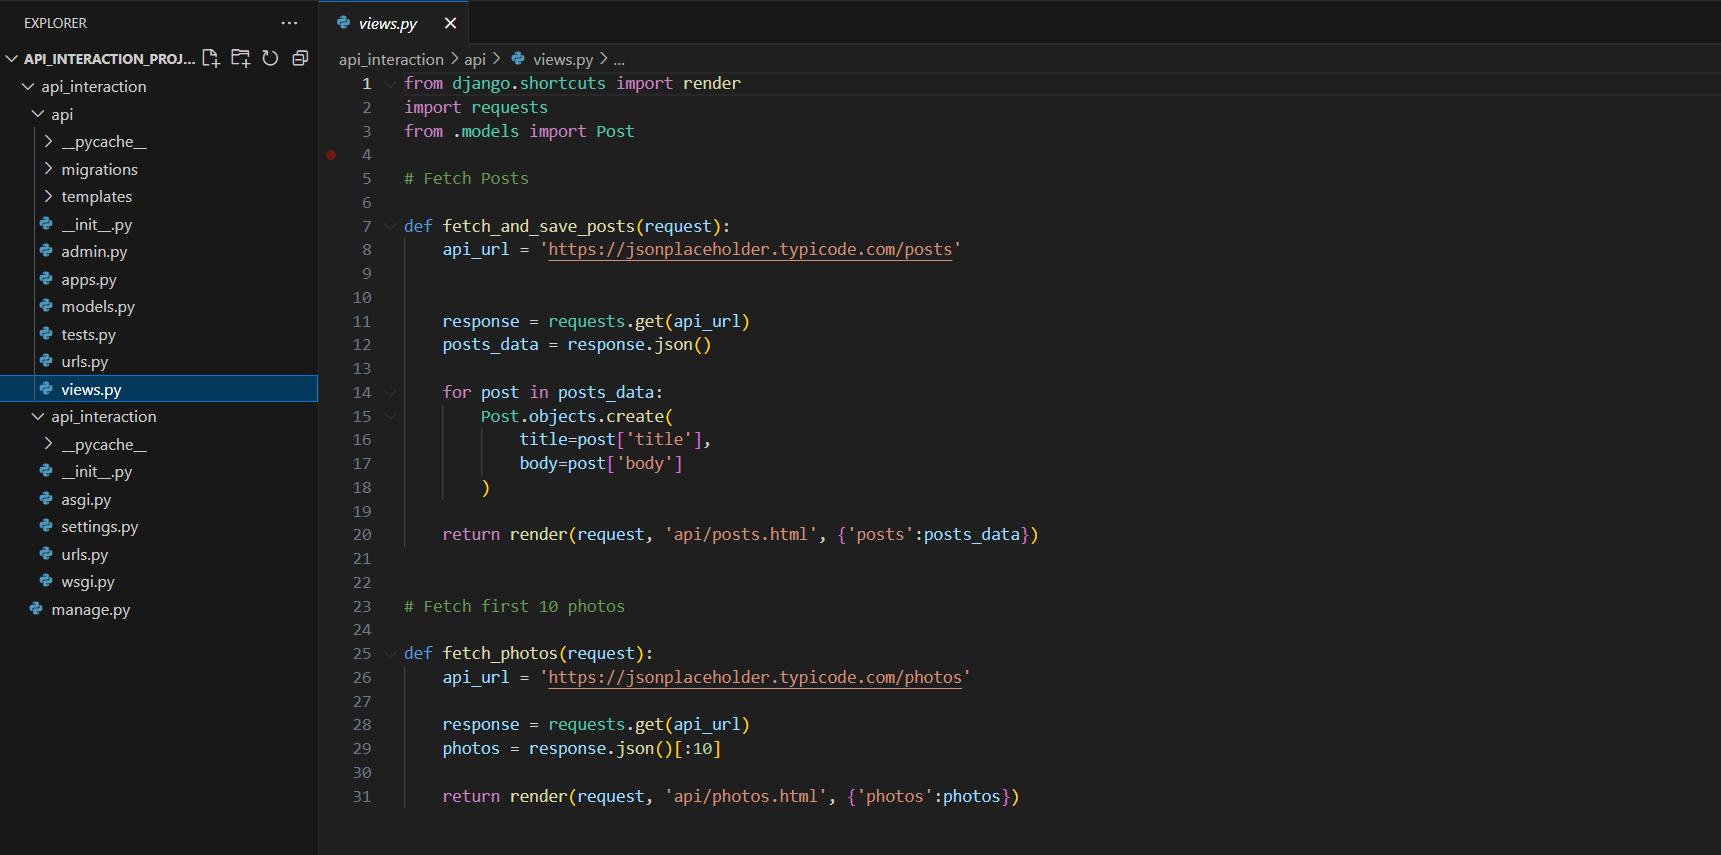 EXPLORER
API_INTERACTION_PROJ...
api_interaction
api
__pycache__
migrations
templates
__init__.py
admin.py
apps.py
models.py
tests.py
urls.py
views.py
api_interaction
__pycache__
__init__.py
asgi.py
settings.py
urls.py
wsgi.py
manage.py
views.py
api_interaction > api > views.py > ...
1 from django.shortcuts import render
2 import requests
3 from .models import Post
4
5 # Fetch Posts
6
7 def fetch_and_save_posts(request):
8     api_url = 'https://jsonplaceholder.typicode.com/posts'
9
10
11     response = requests.get(api_url)
12     posts_data = response.json()
13
14     for post in posts_data:
15         Post.objects.create(
16             title=post['title'],
17             body=post['body']
18         )
19
20     return render(request, 'api/posts.html', {'posts':posts_data})
21
22
23 # Fetch first 10 photos
24
25 def fetch_photos(request):
26     api_url = 'https://jsonplaceholder.typicode.com/photos'
27
28     response = requests.get(api_url)
29     photos = response.json()[:10]
30
31     return render(request, 'api/photos.html', {'photos':photos})